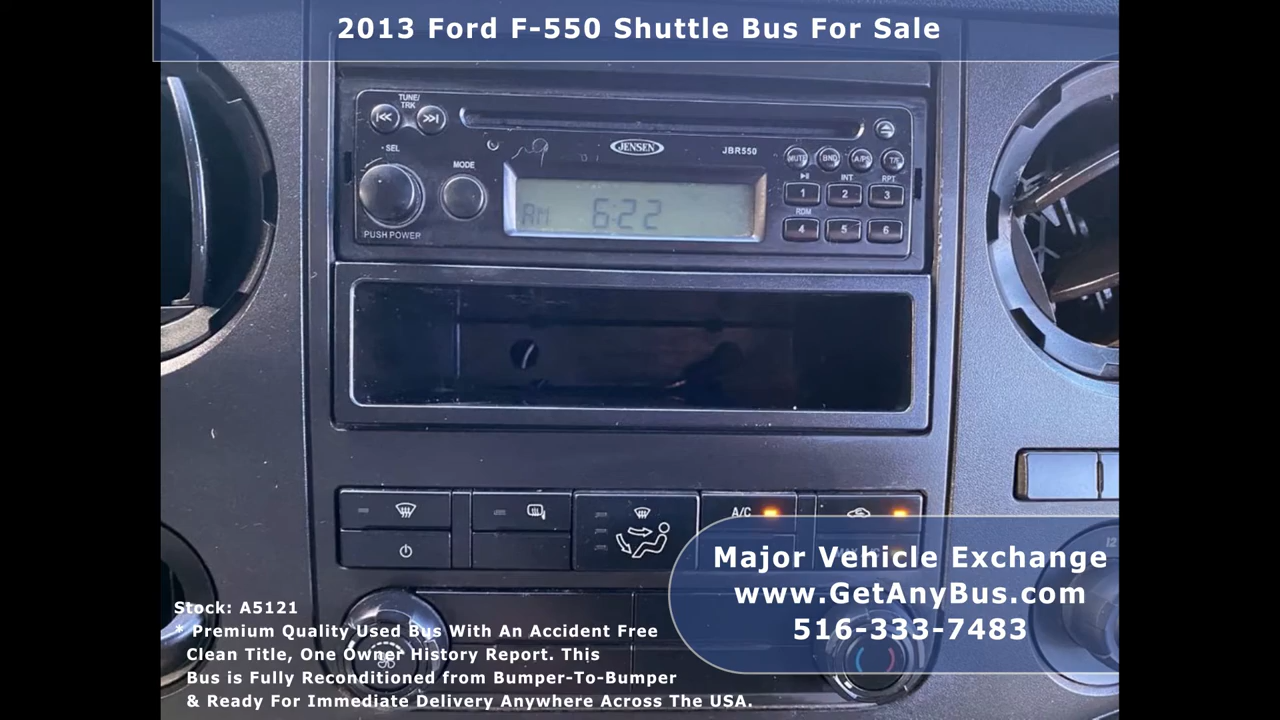 2013 Ford F-550 Shuttle Bus For Sale
TUNE/
TRK
SEL
MODE
PUSH POWER
JENSEN
JBR550
AM 6:22
MUTE BND A/PS T/F
INT RPT
1 2 3
RDM
4 5 6
A/C
12
Major Vehicle Exchange
www.GetAnyBus.com
516-333-7483
Stock: A5121
* Premium Quality Used Bus With An Accident Free
Clean Title, One Owner History Report. This
Bus is Fully Reconditioned from Bumper-To-Bumper
& Ready For Immediate Delivery Anywhere Across The USA.